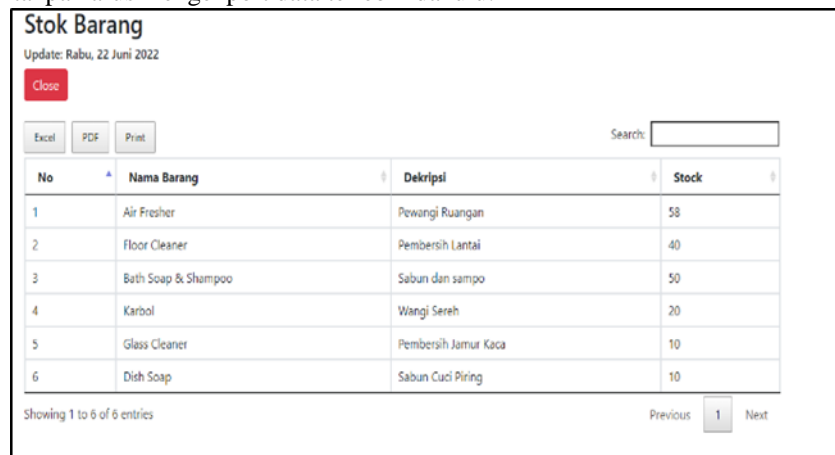 Stok Barang
Update: Rabu, 22 Juni 2022
Close
Excel PDF Print Search:
No Nama Barang Dekripsi Stock
1 Air Fresher Pewangi Ruangan 58
2 Floor Cleaner Pembersih Lantai 40
3 Bath Soap & Shampoo Sabun dan sampo 50
4 Karbol Wangi Sereh 20
5 Glass Cleaner Pembersih Jamur Kaca 10
6 Dish Soap Sabun Cuci Piring 10
Showing 1 to 6 of 6 entries Previous 1 Next